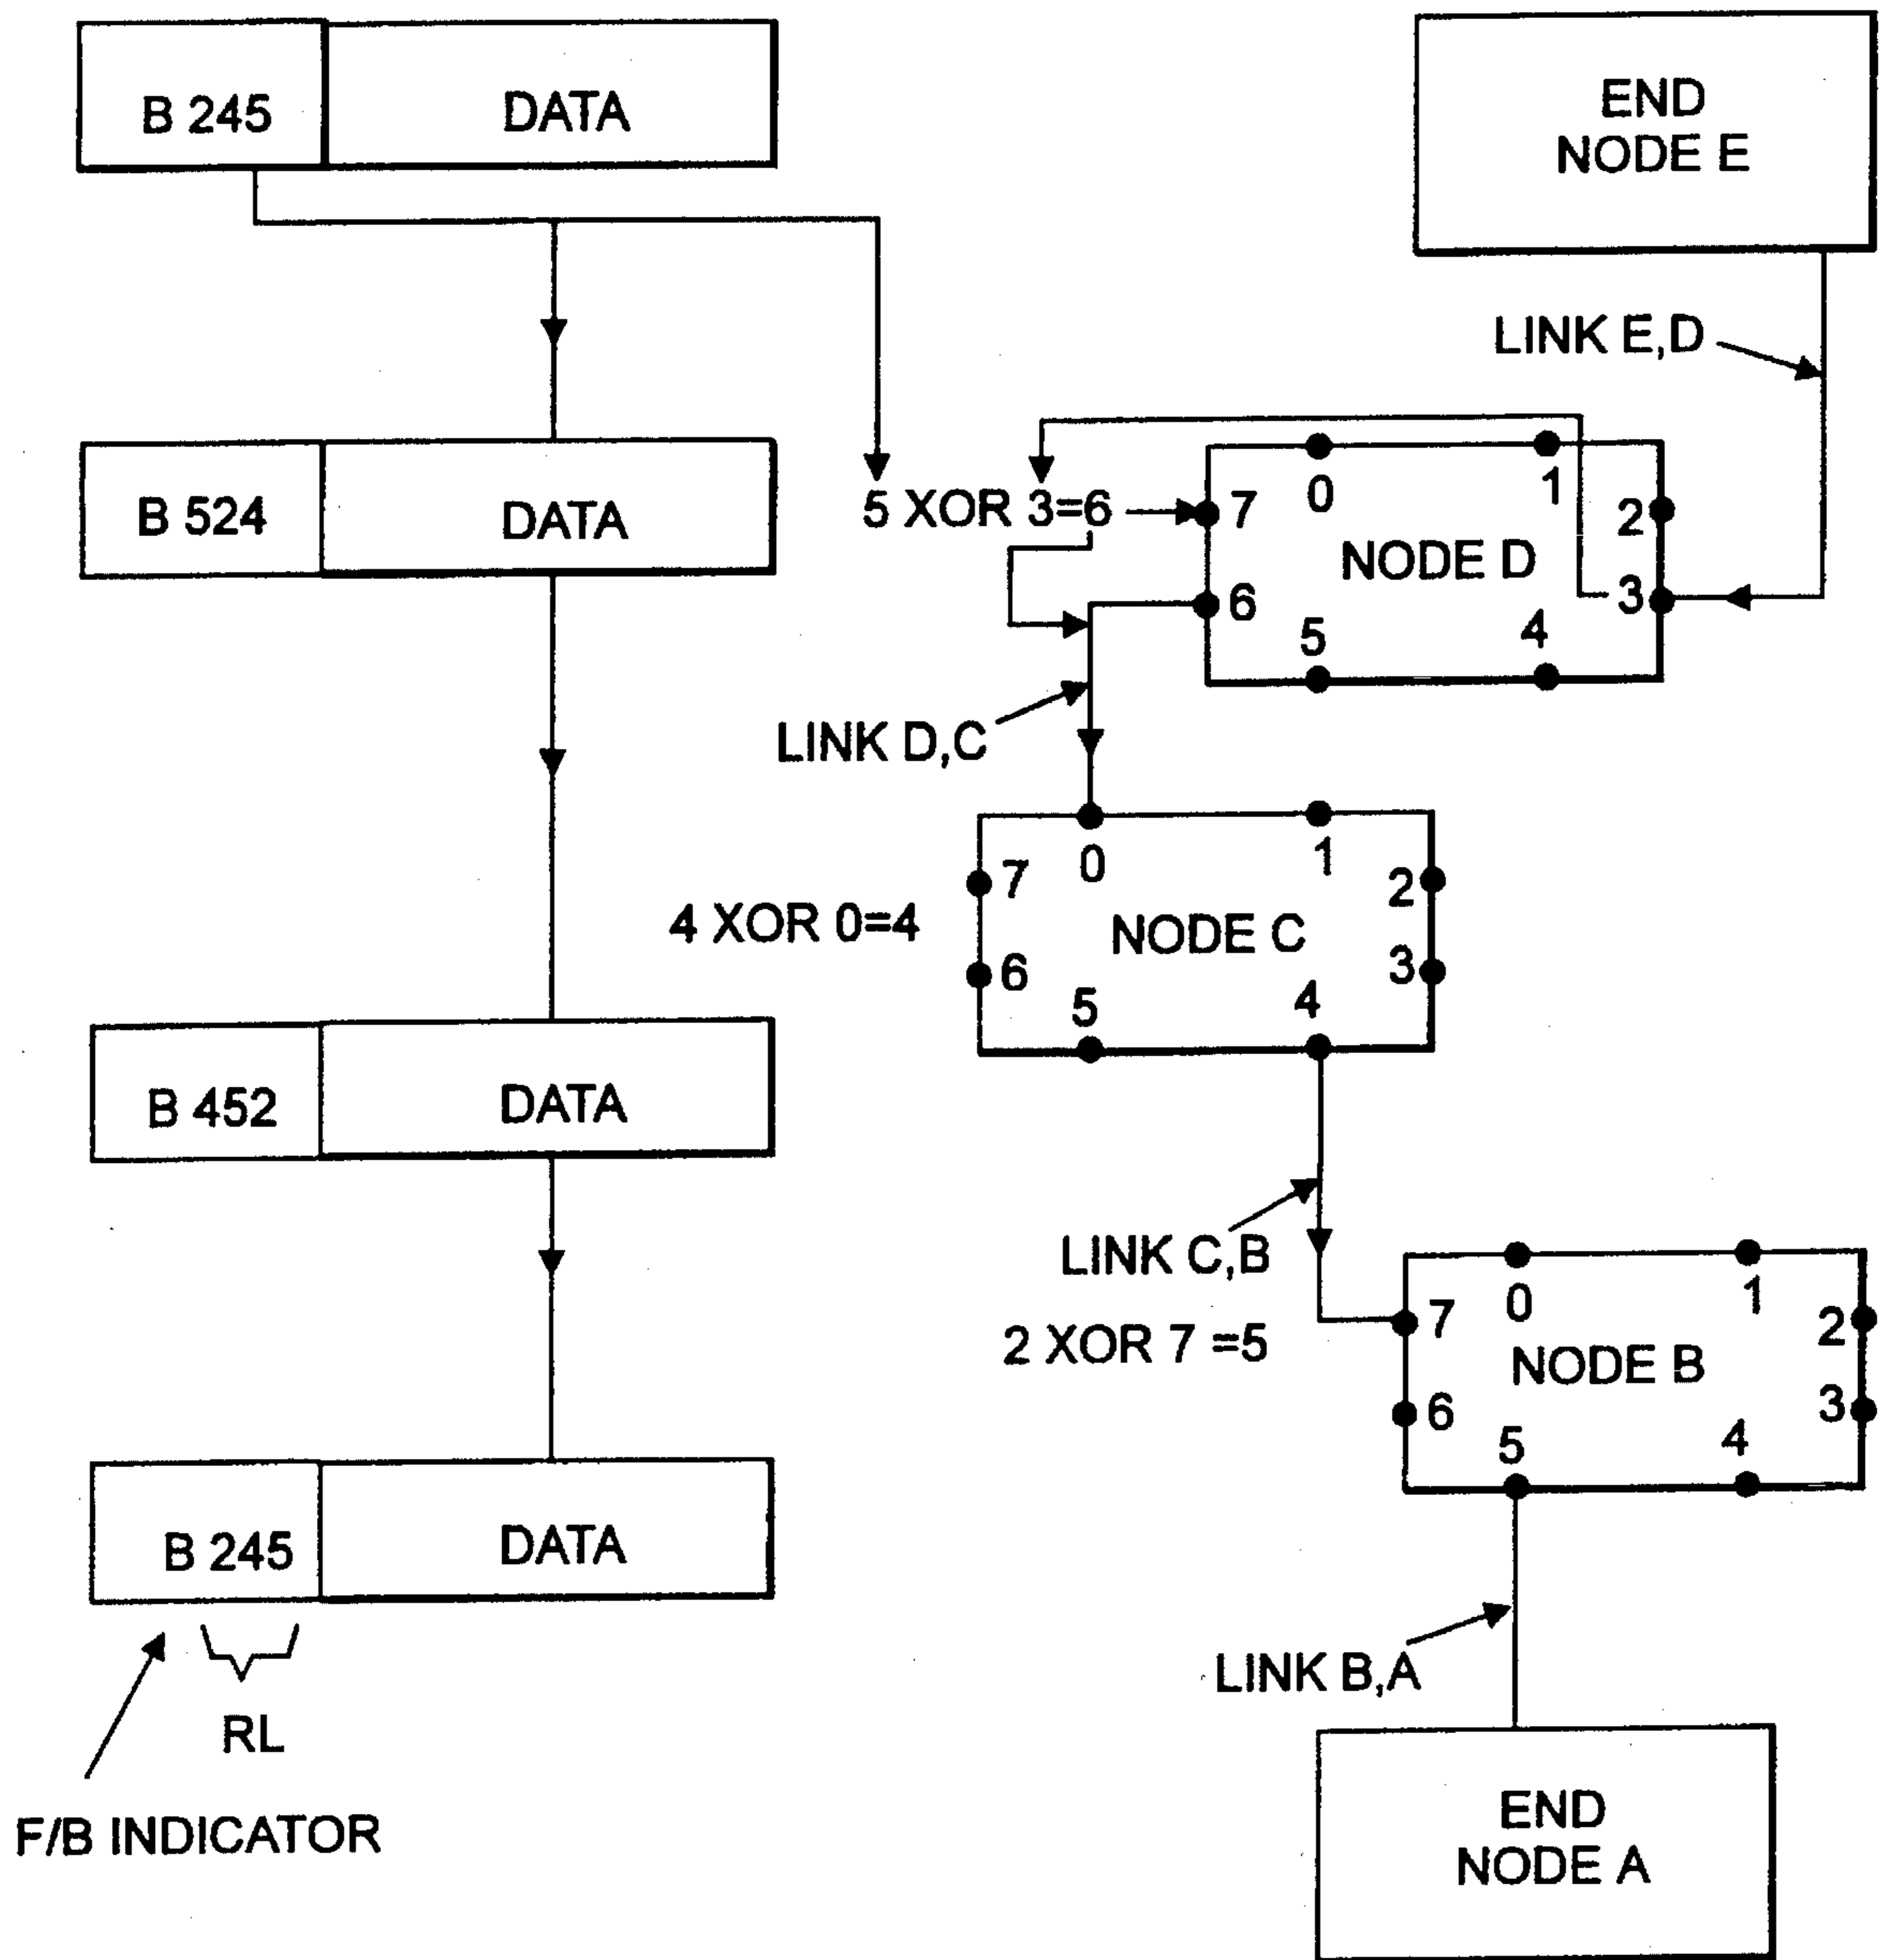 B 245 DATA
END
NODE E
LINK E,D
B 524 DATA
5 XOR 3=6
0 1
7 2
NODE D
6 3
5 4
LINK D,C
0 1
7 2
4 XOR 0=4
NODE C
6 3
5 4
B 452 DATA
LINK C,B
2 XOR 7 =5
0 1
7 2
NODE B
6 3
5 4
B 245 DATA
RL
F/B INDICATOR
LINK B,A
END
NODE A